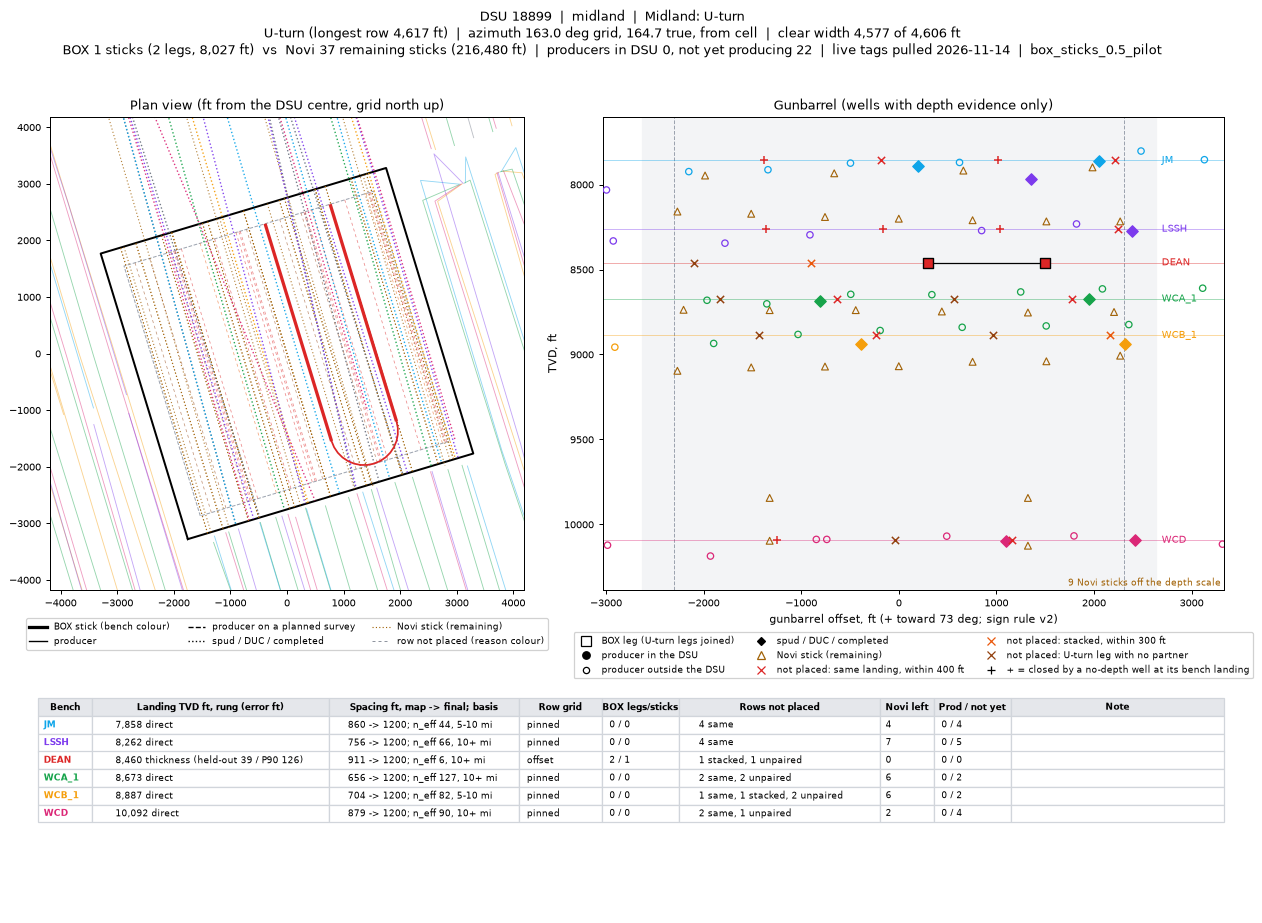 DSU 18899 | midland | Midland: U-turn
U-turn (longest row 4,617 ft) | azimuth 163.0 deg grid, 164.7 true, from cell | clear width 4,577 of 4,606 ft
BOX 1 sticks (2 legs, 8,027 ft) vs Novi 37 remaining sticks (216,480 ft) | producers in DSU 0, not yet producing 22 | live tags pulled 2026-11-14 | box_sticks_0.5_pilot
Plan view (ft from the DSU centre, grid north up)
4000
3000
2000
1000
0
−1000
−2000
−3000
−4000
−4000 −3000 −2000 −1000 0 1000 2000 3000 4000
BOX stick (bench colour)
producer on a planned survey
Novi stick (remaining)
producer
spud / DUC / completed
row not placed (reason colour)
Gunbarrel (wells with depth evidence only)
TVD, ft
8000
8500
9000
9500
10000
JM
LSSH
DEAN
WCA_1
WCB_1
WCD
9 Novi sticks off the depth scale
−3000 −2000 −1000 0 1000 2000 3000
gunbarrel offset, ft (+ toward 73 deg; sign rule v2)
BOX leg (U-turn legs joined)
spud / DUC / completed
not placed: stacked, within 300 ft
producer in the DSU
Novi stick (remaining)
not placed: U-turn leg with no partner
producer outside the DSU
not placed: same landing, within 400 ft
+ = closed by a no-depth well at its bench landing
Bench Landing TVD ft, rung (error ft) Spacing ft, map -> final; basis Row grid BOX legs/sticks Rows not placed Novi left Prod / not yet Note
JM 7,858 direct 860 -> 1200; n_eff 44, 5-10 mi pinned 0 / 0 4 same 4 0 / 4
LSSH 8,262 direct 756 -> 1200; n_eff 66, 10+ mi pinned 0 / 0 4 same 7 0 / 5
DEAN 8,460 thickness (held-out 39 / P90 126) 911 -> 1200; n_eff 6, 10+ mi offset 2 / 1 1 stacked, 1 unpaired 0 0 / 0
WCA_1 8,673 direct 656 -> 1200; n_eff 127, 10+ mi pinned 0 / 0 2 same, 2 unpaired 6 0 / 2
WCB_1 8,887 direct 704 -> 1200; n_eff 82, 5-10 mi pinned 0 / 0 1 same, 1 stacked, 2 unpaired 6 0 / 2
WCD 10,092 direct 879 -> 1200; n_eff 90, 10+ mi pinned 0 / 0 2 same, 1 unpaired 2 0 / 4